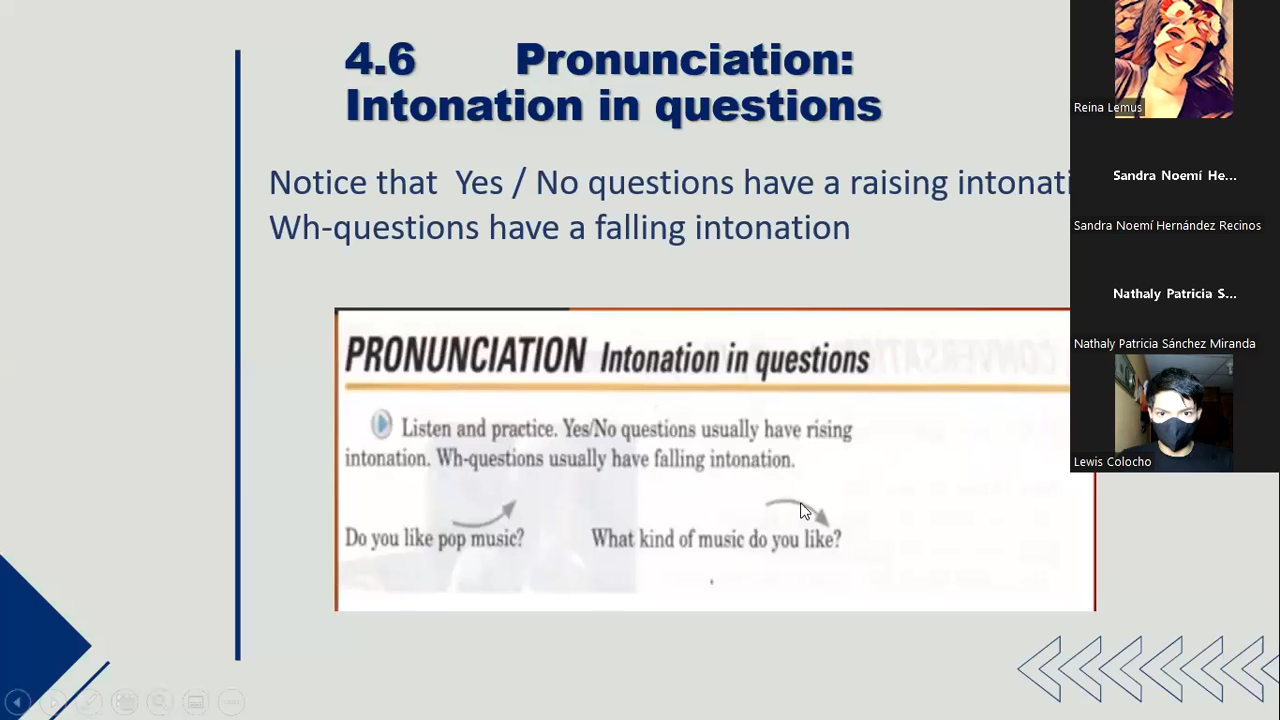 4.6 Pronunciation:
Intonation in questions
Notice that Yes / No questions have a raising intonati
Wh-questions have a falling intonation
PRONUNCIATION Intonation in questions
Listen and practice. Yes/No questions usually have rising
intonation. Wh-questions usually have falling intonation.
Do you like pop music? What kind of music do you like?
Reina Lemus
Sandra Noemí He...
Sandra Noemí Hernández Recinos
Nathaly Patricia S...
Nathaly Patricia Sánchez Miranda
Lewis Colocho